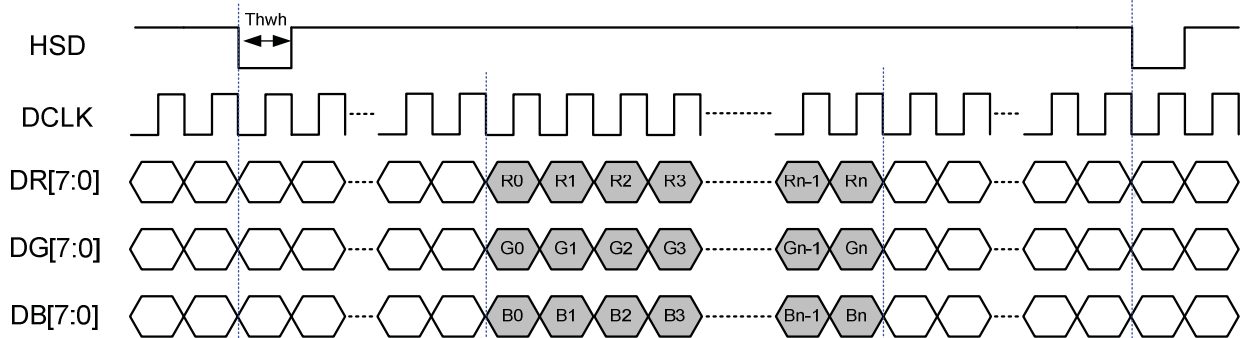 Thwh
HSD
DCLK
DR[7:0] R0 R1 R2 R3 Rn-1 Rn
DG[7:0] G0 G1 G2 G3 Gn-1 Gn
DB[7:0] B0 B1 B2 B3 Bn-1 Bn